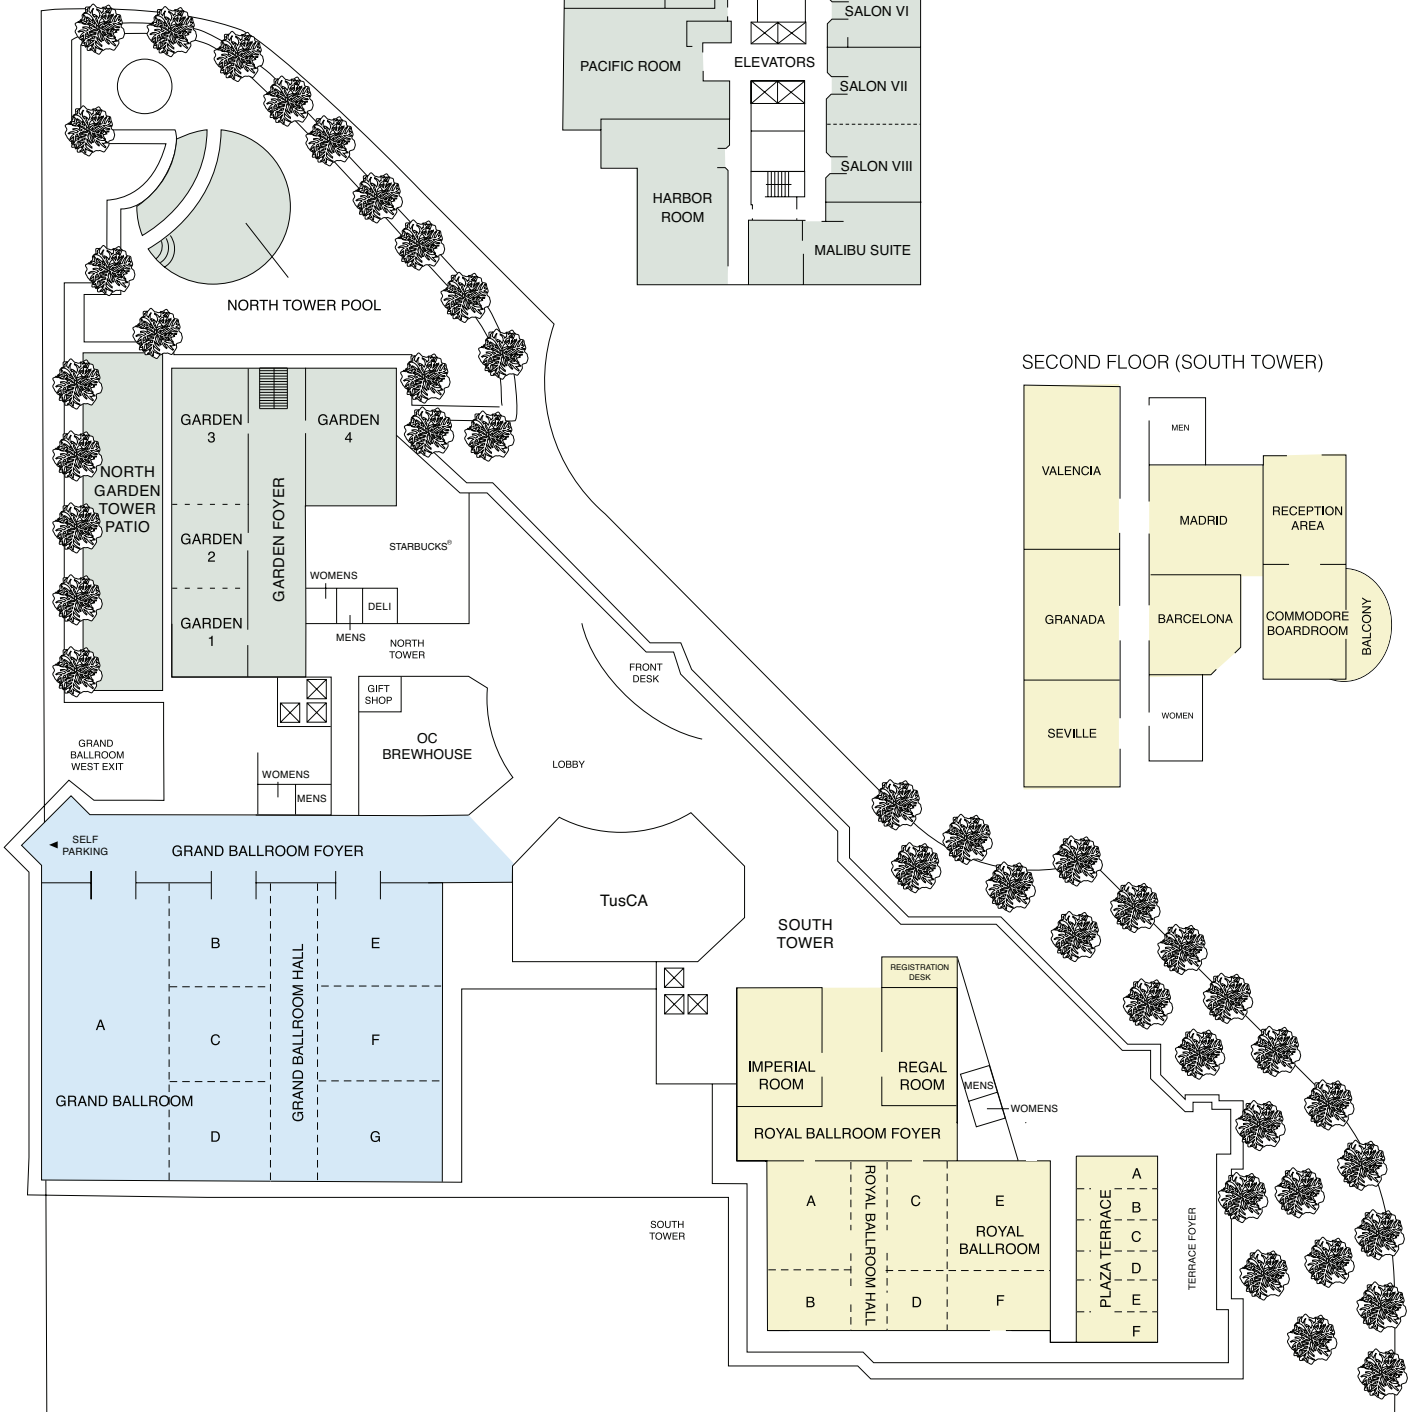 SALON VI
PACIFIC ROOM
ELEVATORS
SALON VII
SALON VIII
HARBOR
ROOM
MALIBU SUITE
NORTH TOWER POOL
SECOND FLOOR (SOUTH TOWER)
GARDEN
3
GARDEN
4
NORTH
GARDEN
TOWER
PATIO
GARDEN FOYER
GARDEN
2
GARDEN
1
STARBUCKS®
WOMENS
DELI
MENS
NORTH
TOWER
FRONT
DESK
GIFT
SHOP
OC
BREWHOUSE
LOBBY
GRAND
BALLROOM
WEST EXIT
WOMENS
MENS
MEN
VALENCIA
MADRID
RECEPTION
AREA
GRANADA
BARCELONA
COMMODORE
BOARDROOM
BALCONY
SEVILLE
WOMEN
SELF
PARKING
GRAND BALLROOM FOYER
TusCA
SOUTH
TOWER
A
B
C
D
GRAND BALLROOM HALL
E
F
G
GRAND BALLROOM
REGISTRATION
DESK
IMPERIAL
ROOM
REGAL
ROOM
MENS
WOMENS
ROYAL BALLROOM FOYER
A
B
ROYAL BALLROOM HALL
C
D
E
ROYAL
BALLROOM
F
PLAZA TERRACE
A
B
C
D
E
F
TERRACE FOYER
SOUTH
TOWER